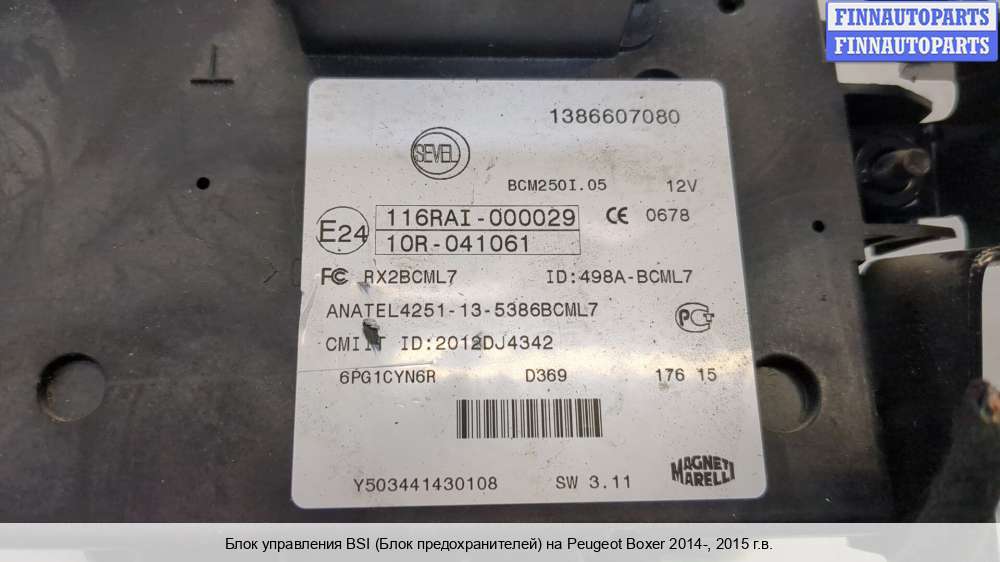 FINNAUTOPARTS
FINNAUTOPARTS
1386607080
SEVEL
BCM250I.05 12V
E24 116RAI-000029 CE 0678
10R-041061
FC RX2BCML7 ID:498A-BCML7
ANATEL4251-13-5386BCML7 PCT
CMIIT ID:2012DJ4342
6PG1CYN6R D369 176 15
MAGNETI
MARELLI
Y503441430108 SW 3.11
Блок управления BSI (Блок предохранителей) на Peugeot Boxer 2014-, 2015 г.в.